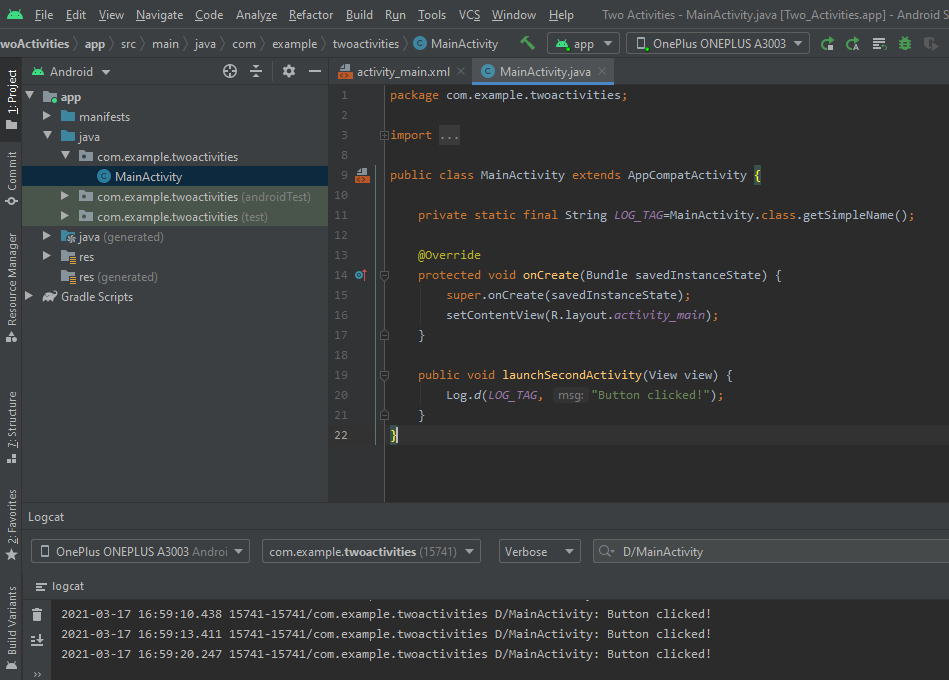 File Edit View Navigate Code Analyze Refactor Build Run Tools VCS Window Help Two Activities - MainActivity.java [Two_Activities.app] - Android S
woActivities app src main java com example twoactivities MainActivity app OnePlus ONEPLUS A3003
1: Project
Commit
Resource Manager
7: Structure
2: Favorites
Build Variants
Android
app
manifests
java
com.example.twoactivities
MainActivity
com.example.twoactivities (androidTest)
com.example.twoactivities (test)
java (generated)
res
res (generated)
Gradle Scripts
activity_main.xml MainActivity.java
1 package com.example.twoactivities;
2
3 import ...
8
9 public class MainActivity extends AppCompatActivity {
10
11 private static final String LOG_TAG=MainActivity.class.getSimpleName();
12
13 @Override
14 protected void onCreate(Bundle savedInstanceState) {
15 super.onCreate(savedInstanceState);
16 setContentView(R.layout.activity_main);
17 }
18
19 public void launchSecondActivity(View view) {
20 Log.d(LOG_TAG, msg: "Button clicked!");
21 }
22 }
Logcat
OnePlus ONEPLUS A3003 Androi com.example.twoactivities (15741) Verbose D/MainActivity
logcat
2021-03-17 16:59:10.438 15741-15741/com.example.twoactivities D/MainActivity: Button clicked!
2021-03-17 16:59:13.411 15741-15741/com.example.twoactivities D/MainActivity: Button clicked!
2021-03-17 16:59:20.247 15741-15741/com.example.twoactivities D/MainActivity: Button clicked!